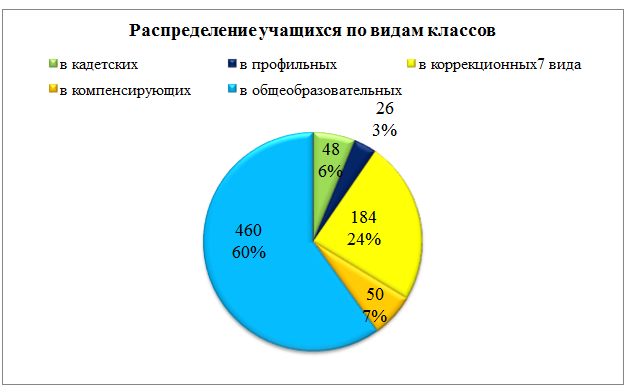 Распределение учащихся по видам классов
в кадетских
в профильных
в коррекционных7 вида
в компенсирующих
в общеобразовательных
26
3%
48
6%
184
24%
460
60%
50
7%